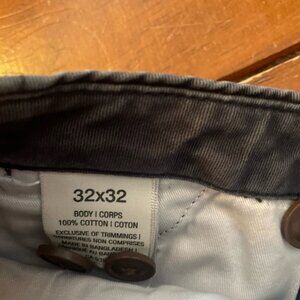 32x32
BODY | CORPS
100% COTTON | COTON
EXCLUSIVE OF TRIMMINGS |
GARNITURES NON COMPRISES
MADE IN BANGLADESH |